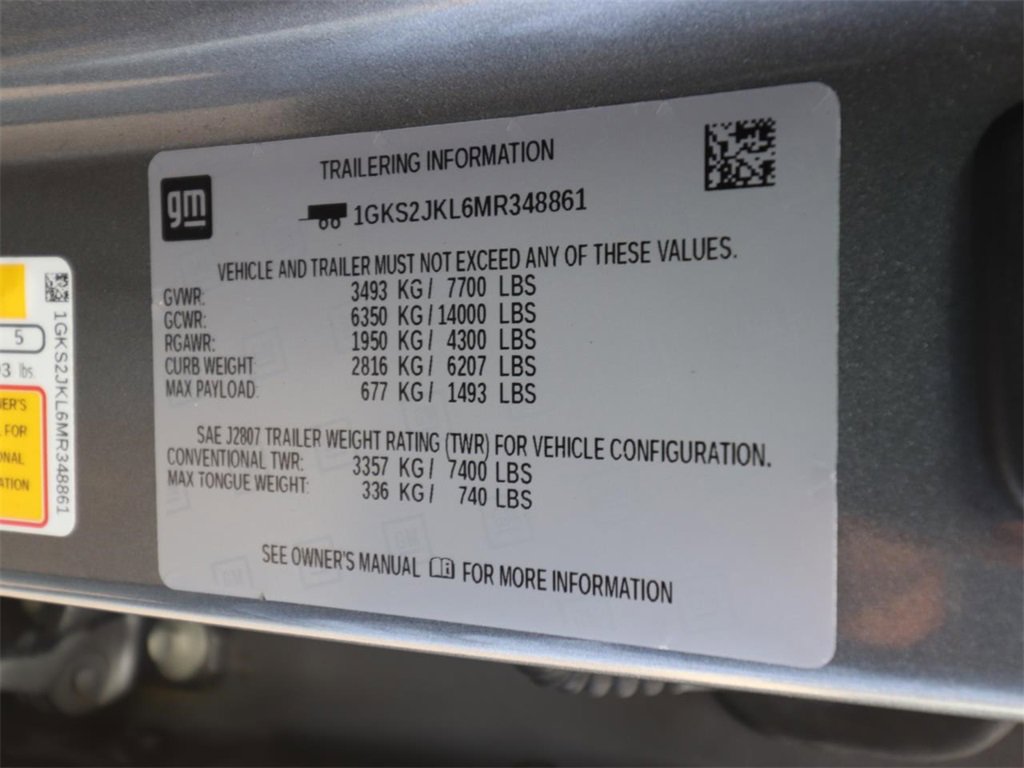 TRAILERING INFORMATION
gm
1GKS2JKL6MR348861
VEHICLE AND TRAILER MUST NOT EXCEED ANY OF THESE VALUES.
GVWR: 3493 KG/ 7700 LBS
GCWR: 6350 KG/14000 LBS
RGAWR: 1950 KG/ 4300 LBS
CURB WEIGHT: 2816 KG/ 6207 LBS
MAX PAYLOAD: 677 KG/ 1493 LBS
SAE J2807 TRAILER WEIGHT RATING (TWR) FOR VEHICLE CONFIGURATION.
CONVENTIONAL TWR: 3357 KG/ 7400 LBS
MAX TONGUE WEIGHT: 336 KG/ 740 LBS
SEE OWNER'S MANUAL FOR MORE INFORMATION
1GKS2JKL6MR348861
5
lbs.
FOR